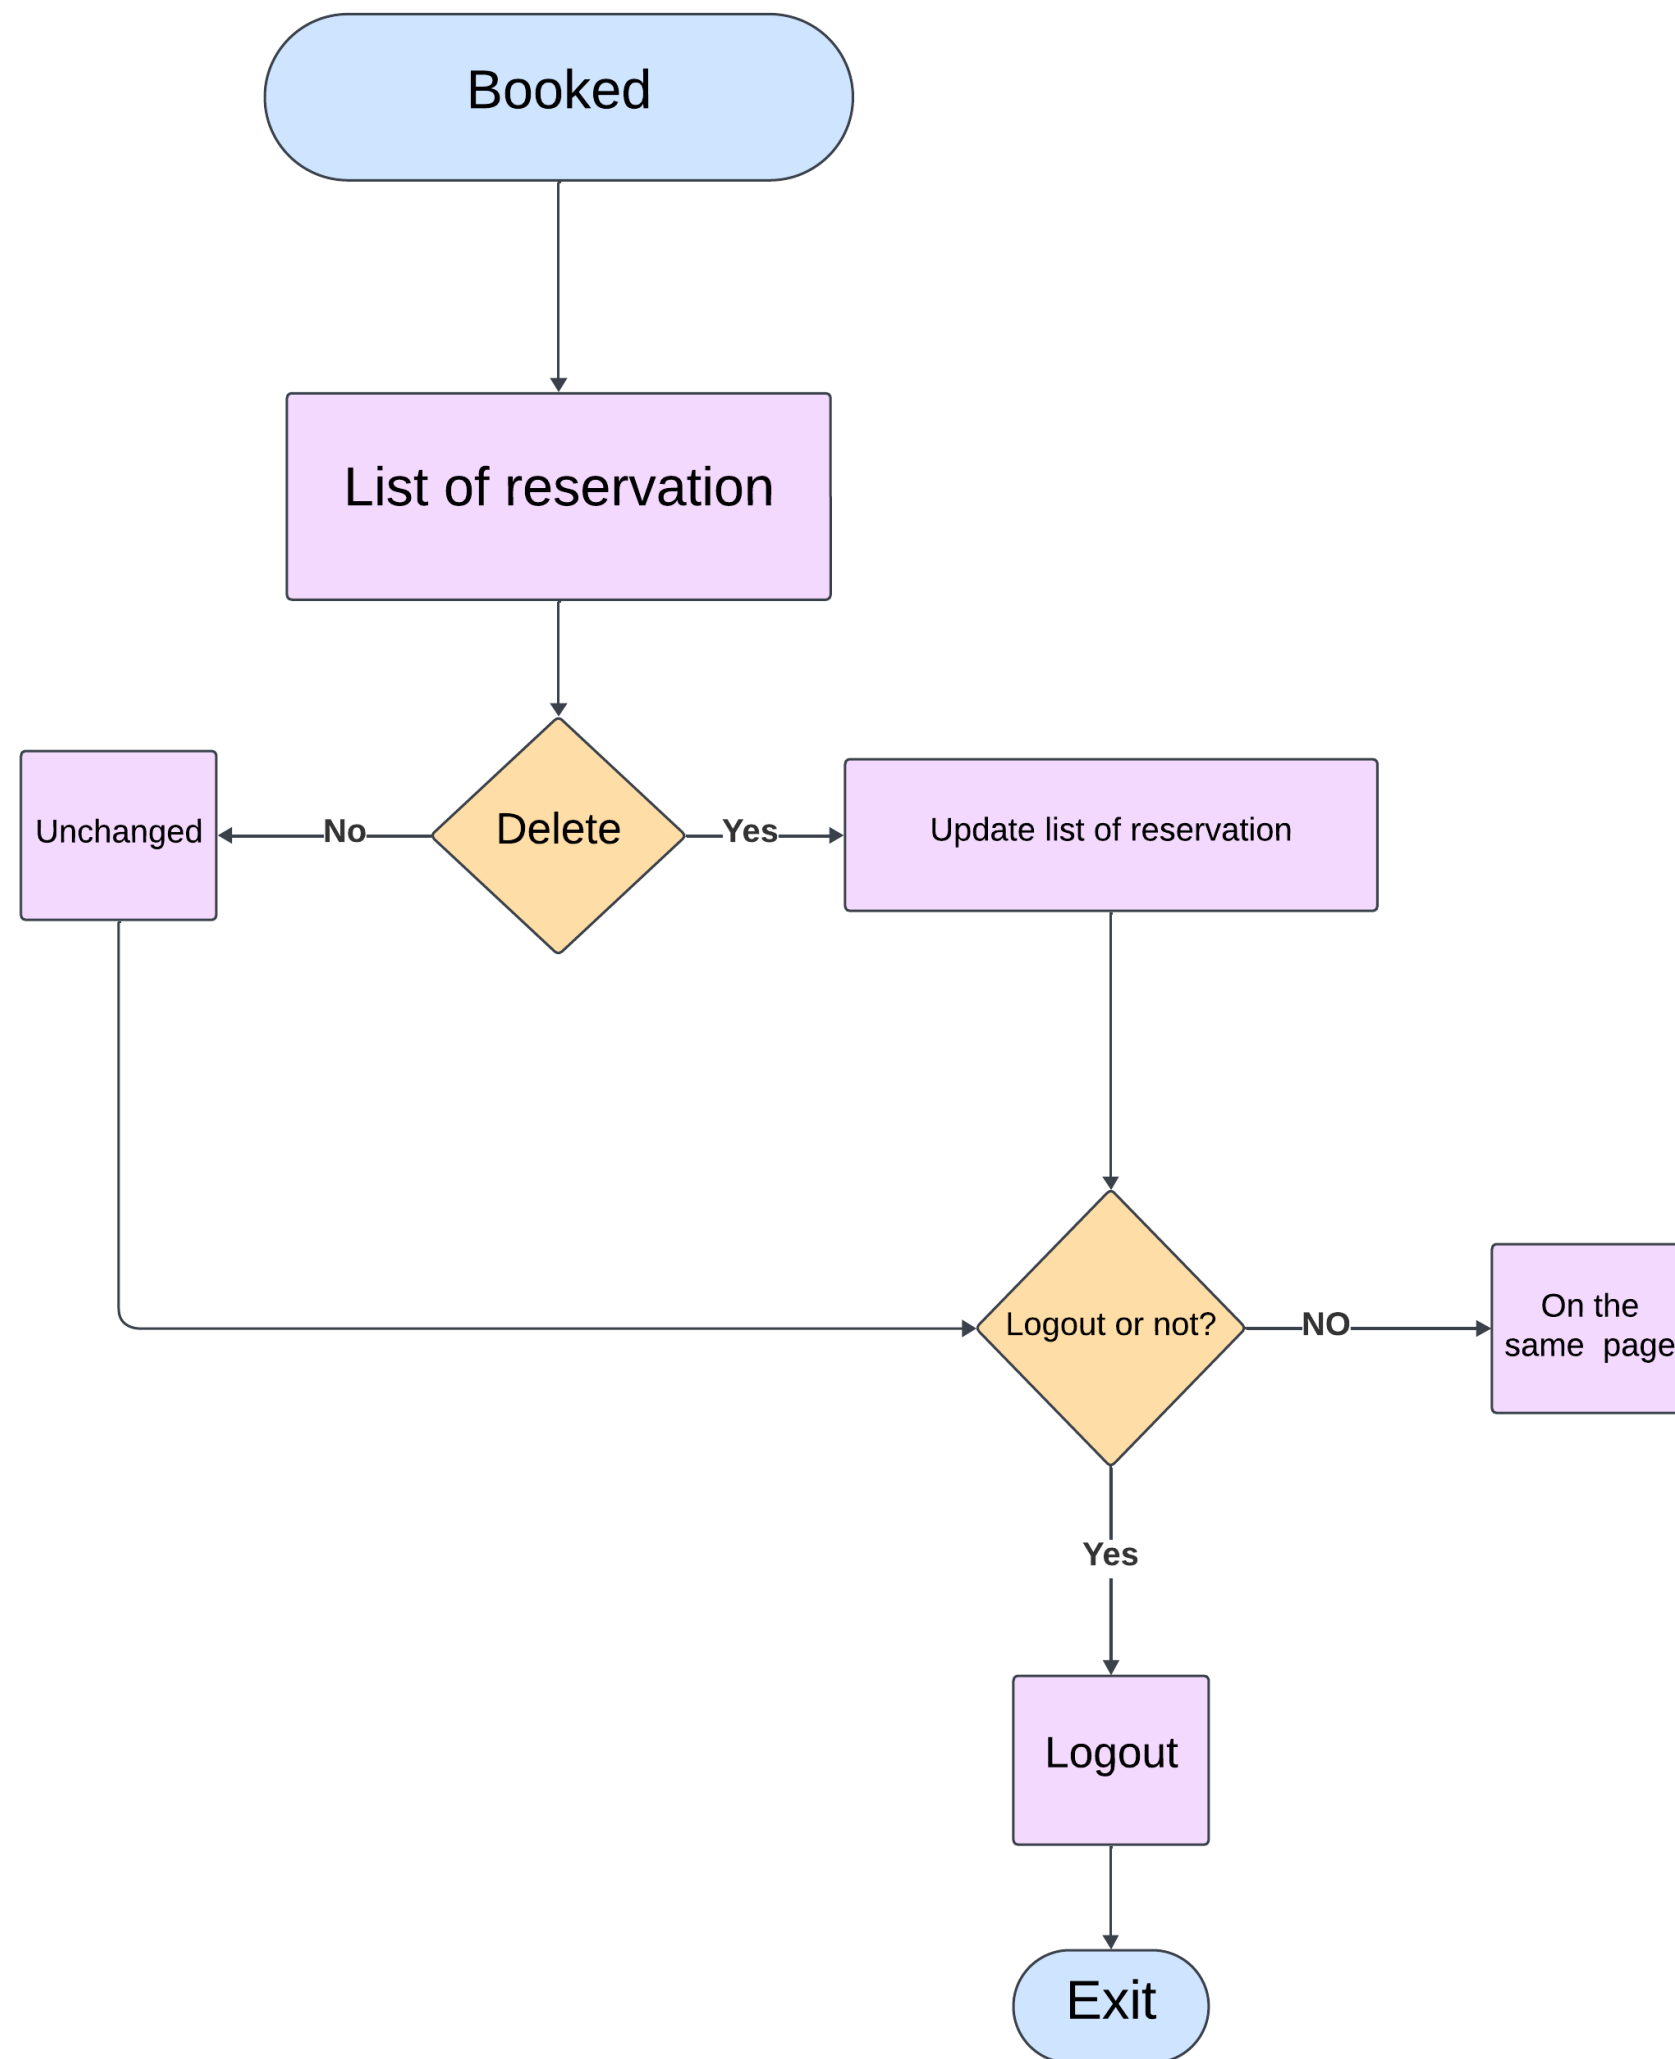 Booked
List of reservation
Unchanged
No
Delete
Yes
Update list of reservation
Logout or not?
NO
On the
same  page
Yes
Logout
Exit